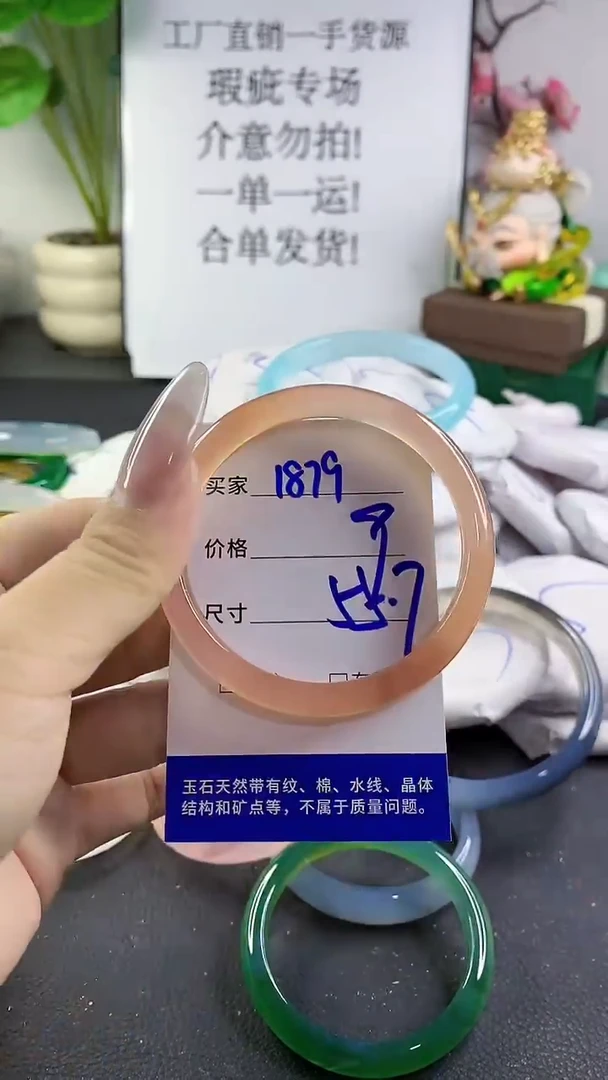 工厂直销一手货源
瑕疵专场
介意勿拍!
一单一运!
合单发货!
买家 1879
价格
尺寸 55.7
玉石天然带有纹、棉、水线、晶体
结构和矿点等，不属于质量问题。